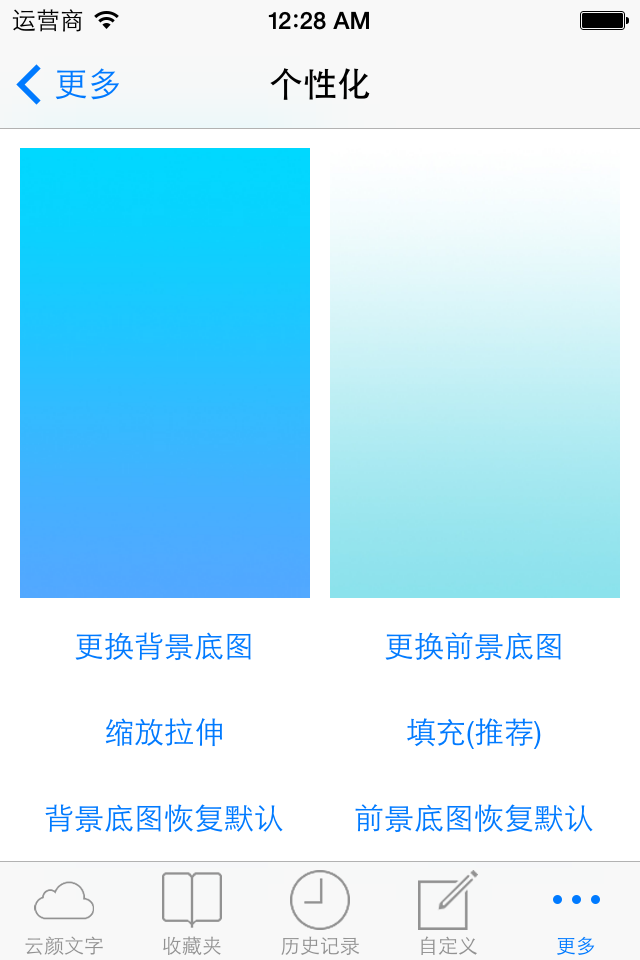 运营商 12:28 AM
更多 个性化
更换背景底图 更换前景底图
缩放拉伸 填充(推荐)
背景底图恢复默认 前景底图恢复默认
云颜文字 收藏夹 历史记录 自定义 更多